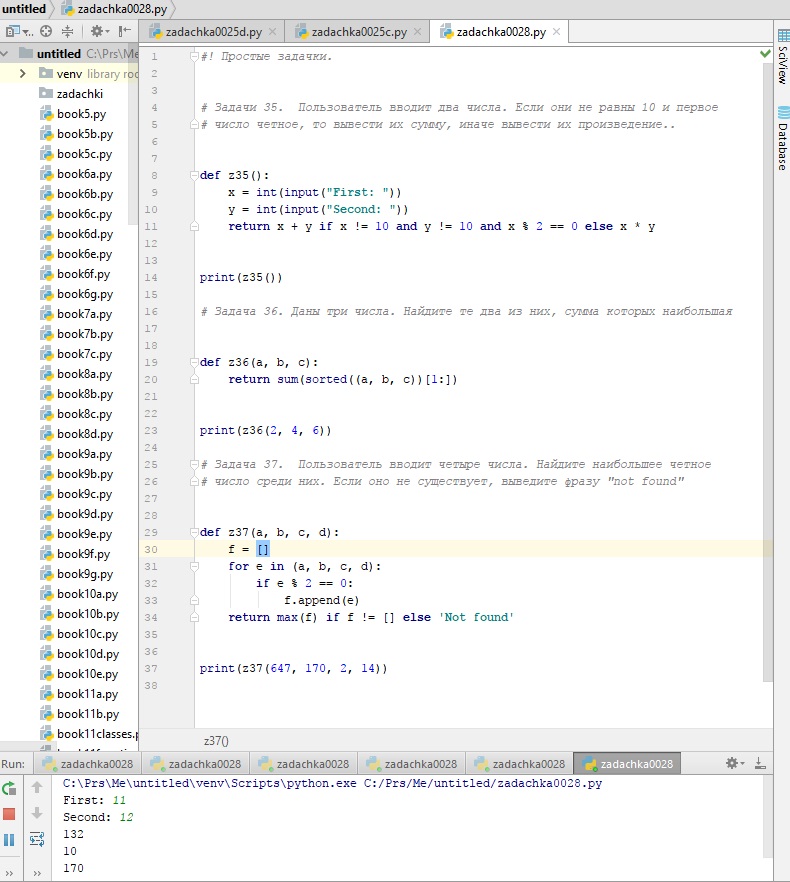 untitled zadachka0028.py
zadachka0025d.py zadachka0025c.py zadachka0028.py
untitled C:\Prs\Me
venv library roo
zadachki
book5.py
book5b.py
book5c.py
book6a.py
book6b.py
book6c.py
book6d.py
book6e.py
book6f.py
book6g.py
book7a.py
book7b.py
book7c.py
book8a.py
book8b.py
book8c.py
book8d.py
book9a.py
book9b.py
book9c.py
book9d.py
book9e.py
book9f.py
book9g.py
book10a.py
book10b.py
book10c.py
book10d.py
book10e.py
book11a.py
book11b.py
book11classes.p
1 #! Простые задачки.
2
3
4 # Задачи 35.  Пользователь вводит два числа. Если они не равны 10 и первое
5 # число четное, то вывести их сумму, иначе вывести их произведение..
6
7
8 def z35():
9     x = int(input("First: "))
10     y = int(input("Second: "))
11     return x + y if x != 10 and y != 10 and x % 2 == 0 else x * y
12
13
14 print(z35())
15
16 # Задача 36. Даны три числа. Найдите те два из них, сумма которых наибольшая
17
18
19 def z36(a, b, c):
20     return sum(sorted((a, b, c))[1:])
21
22
23 print(z36(2, 4, 6))
24
25 # Задача 37.  Пользователь вводит четыре числа. Найдите наибольшее четное
26 # число среди них. Если оно не существует, выведите фразу "not found"
27
28
29 def z37(a, b, c, d):
30     f = []
31     for e in (a, b, c, d):
32         if e % 2 == 0:
33             f.append(e)
34     return max(f) if f != [] else 'Not found'
35
36
37 print(z37(647, 170, 2, 14))
38
z37()
SciView
Database
Run: zadachka0028 zadachka0028 zadachka0028 zadachka0028 zadachka0028 zadachka0028
C:\Prs\Me\untitled\venv\Scripts\python.exe C:/Prs/Me/untitled/zadachka0028.py
First: 11
Second: 12
132
10
170